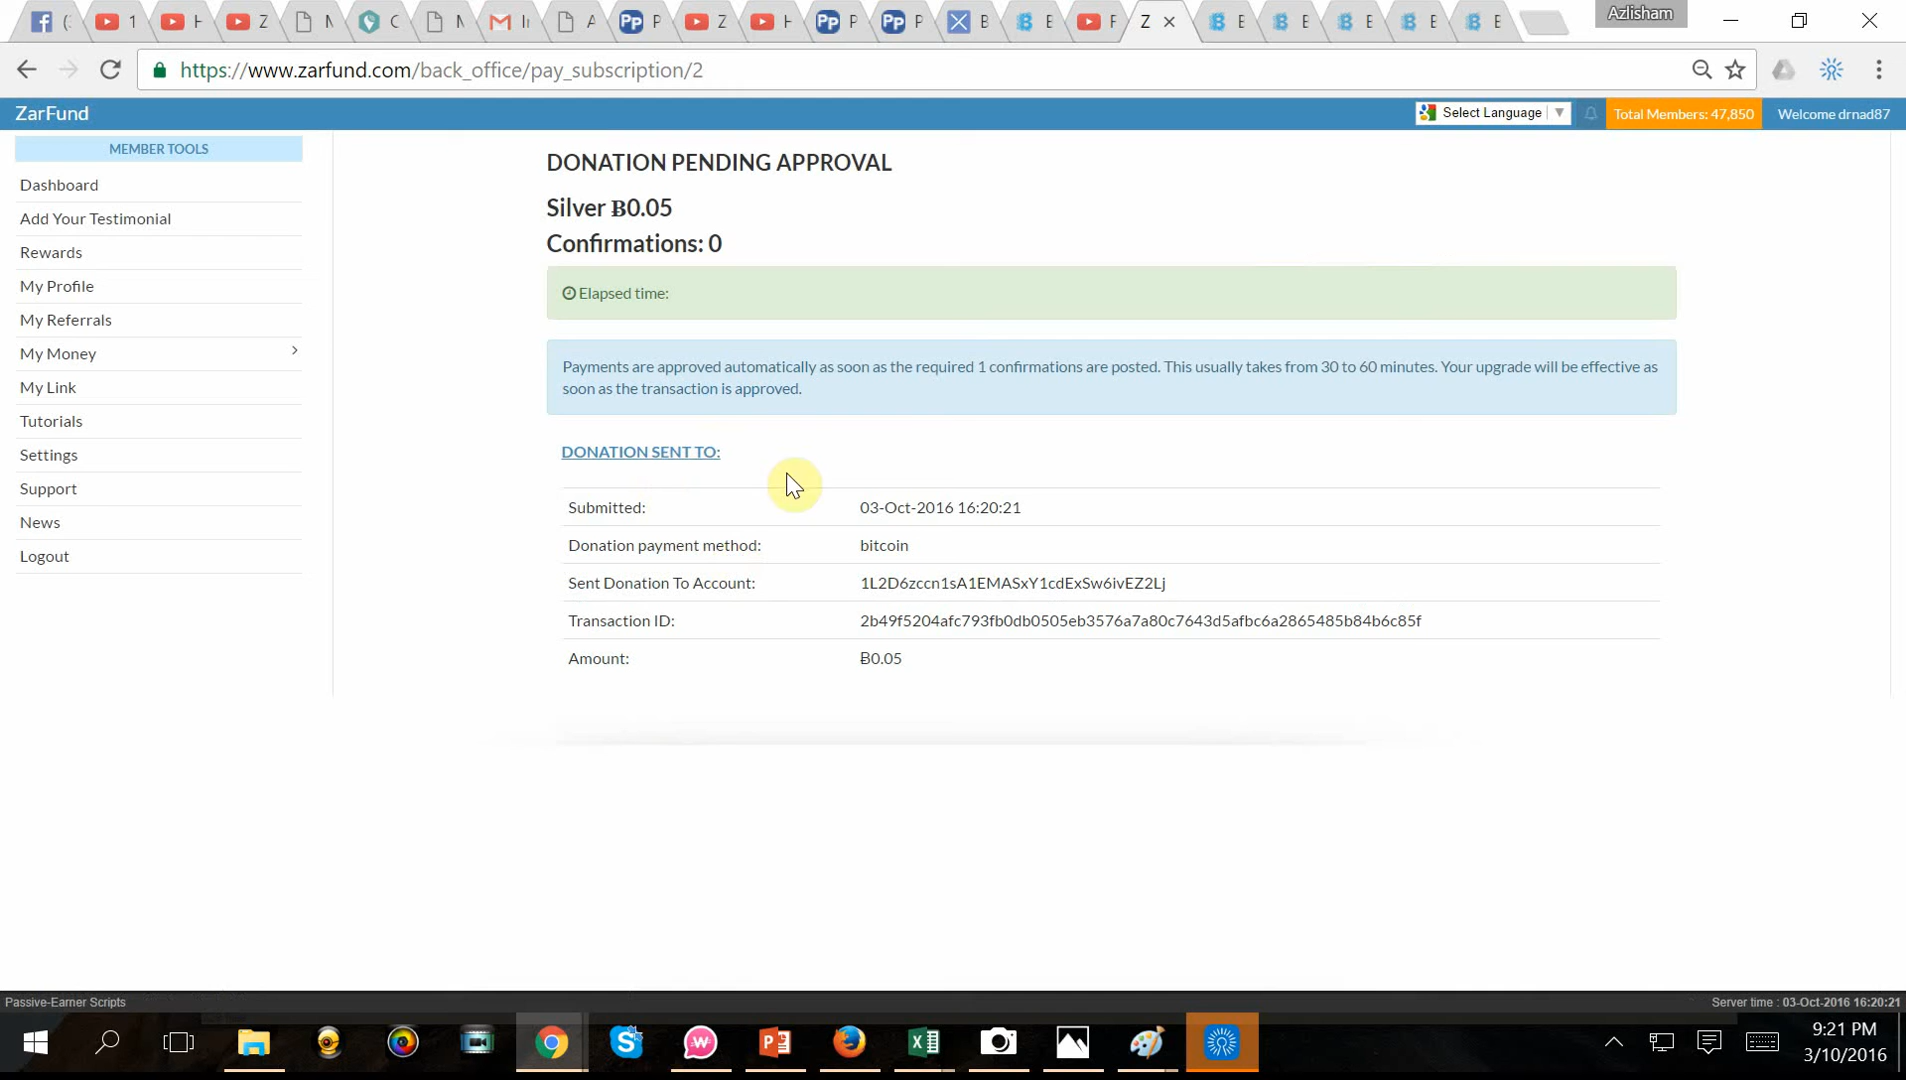 1
H
Z
M
C
M
In
A
P
Z
H
P
P
B
E
F
Z
E
E
E
E
E
Azlisham
https://www.zarfund.com/back_office/pay_subscription/2
ZarFund
Select Language
Total Members: 47,850
Welcome drnad87
MEMBER TOOLS
Dashboard
Add Your Testimonial
Rewards
My Profile
My Referrals
My Money
My Link
Tutorials
Settings
Support
News
Logout
DONATION PENDING APPROVAL
Silver Ƀ0.05
Confirmations: 0
Elapsed time:
Payments are approved automatically as soon as the required 1 confirmations are posted. This usually takes from 30 to 60 minutes. Your upgrade will be effective as
soon as the transaction is approved.
DONATION SENT TO:
Submitted: 03-Oct-2016 16:20:21
Donation payment method: bitcoin
Sent Donation To Account: 1L2D6zccn1sA1EMASxY1cdExSw6ivEZ2Lj
Transaction ID: 2b49f5204afc793fb0db0505eb3576a7a80c7643d5afbc6a2865485b84b6c85f
Amount: Ƀ0.05
Passive-Earner Scripts
Server time : 03-Oct-2016 16:20:21
9:21 PM
3/10/2016